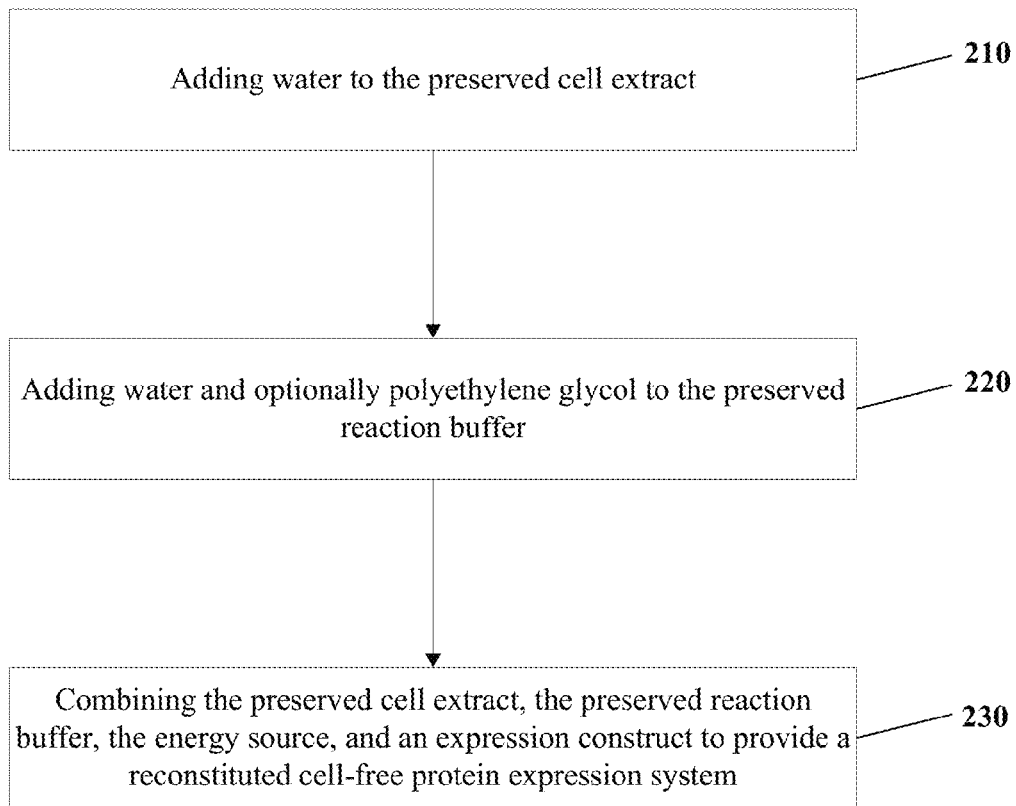 Adding water to the preserved cell extract
210
Adding water and optionally polyethylene glycol to the preserved
reaction buffer
220
Combining the preserved cell extract, the preserved reaction
buffer, the energy source, and an expression construct to provide a
reconstituted cell-free protein expression system
230